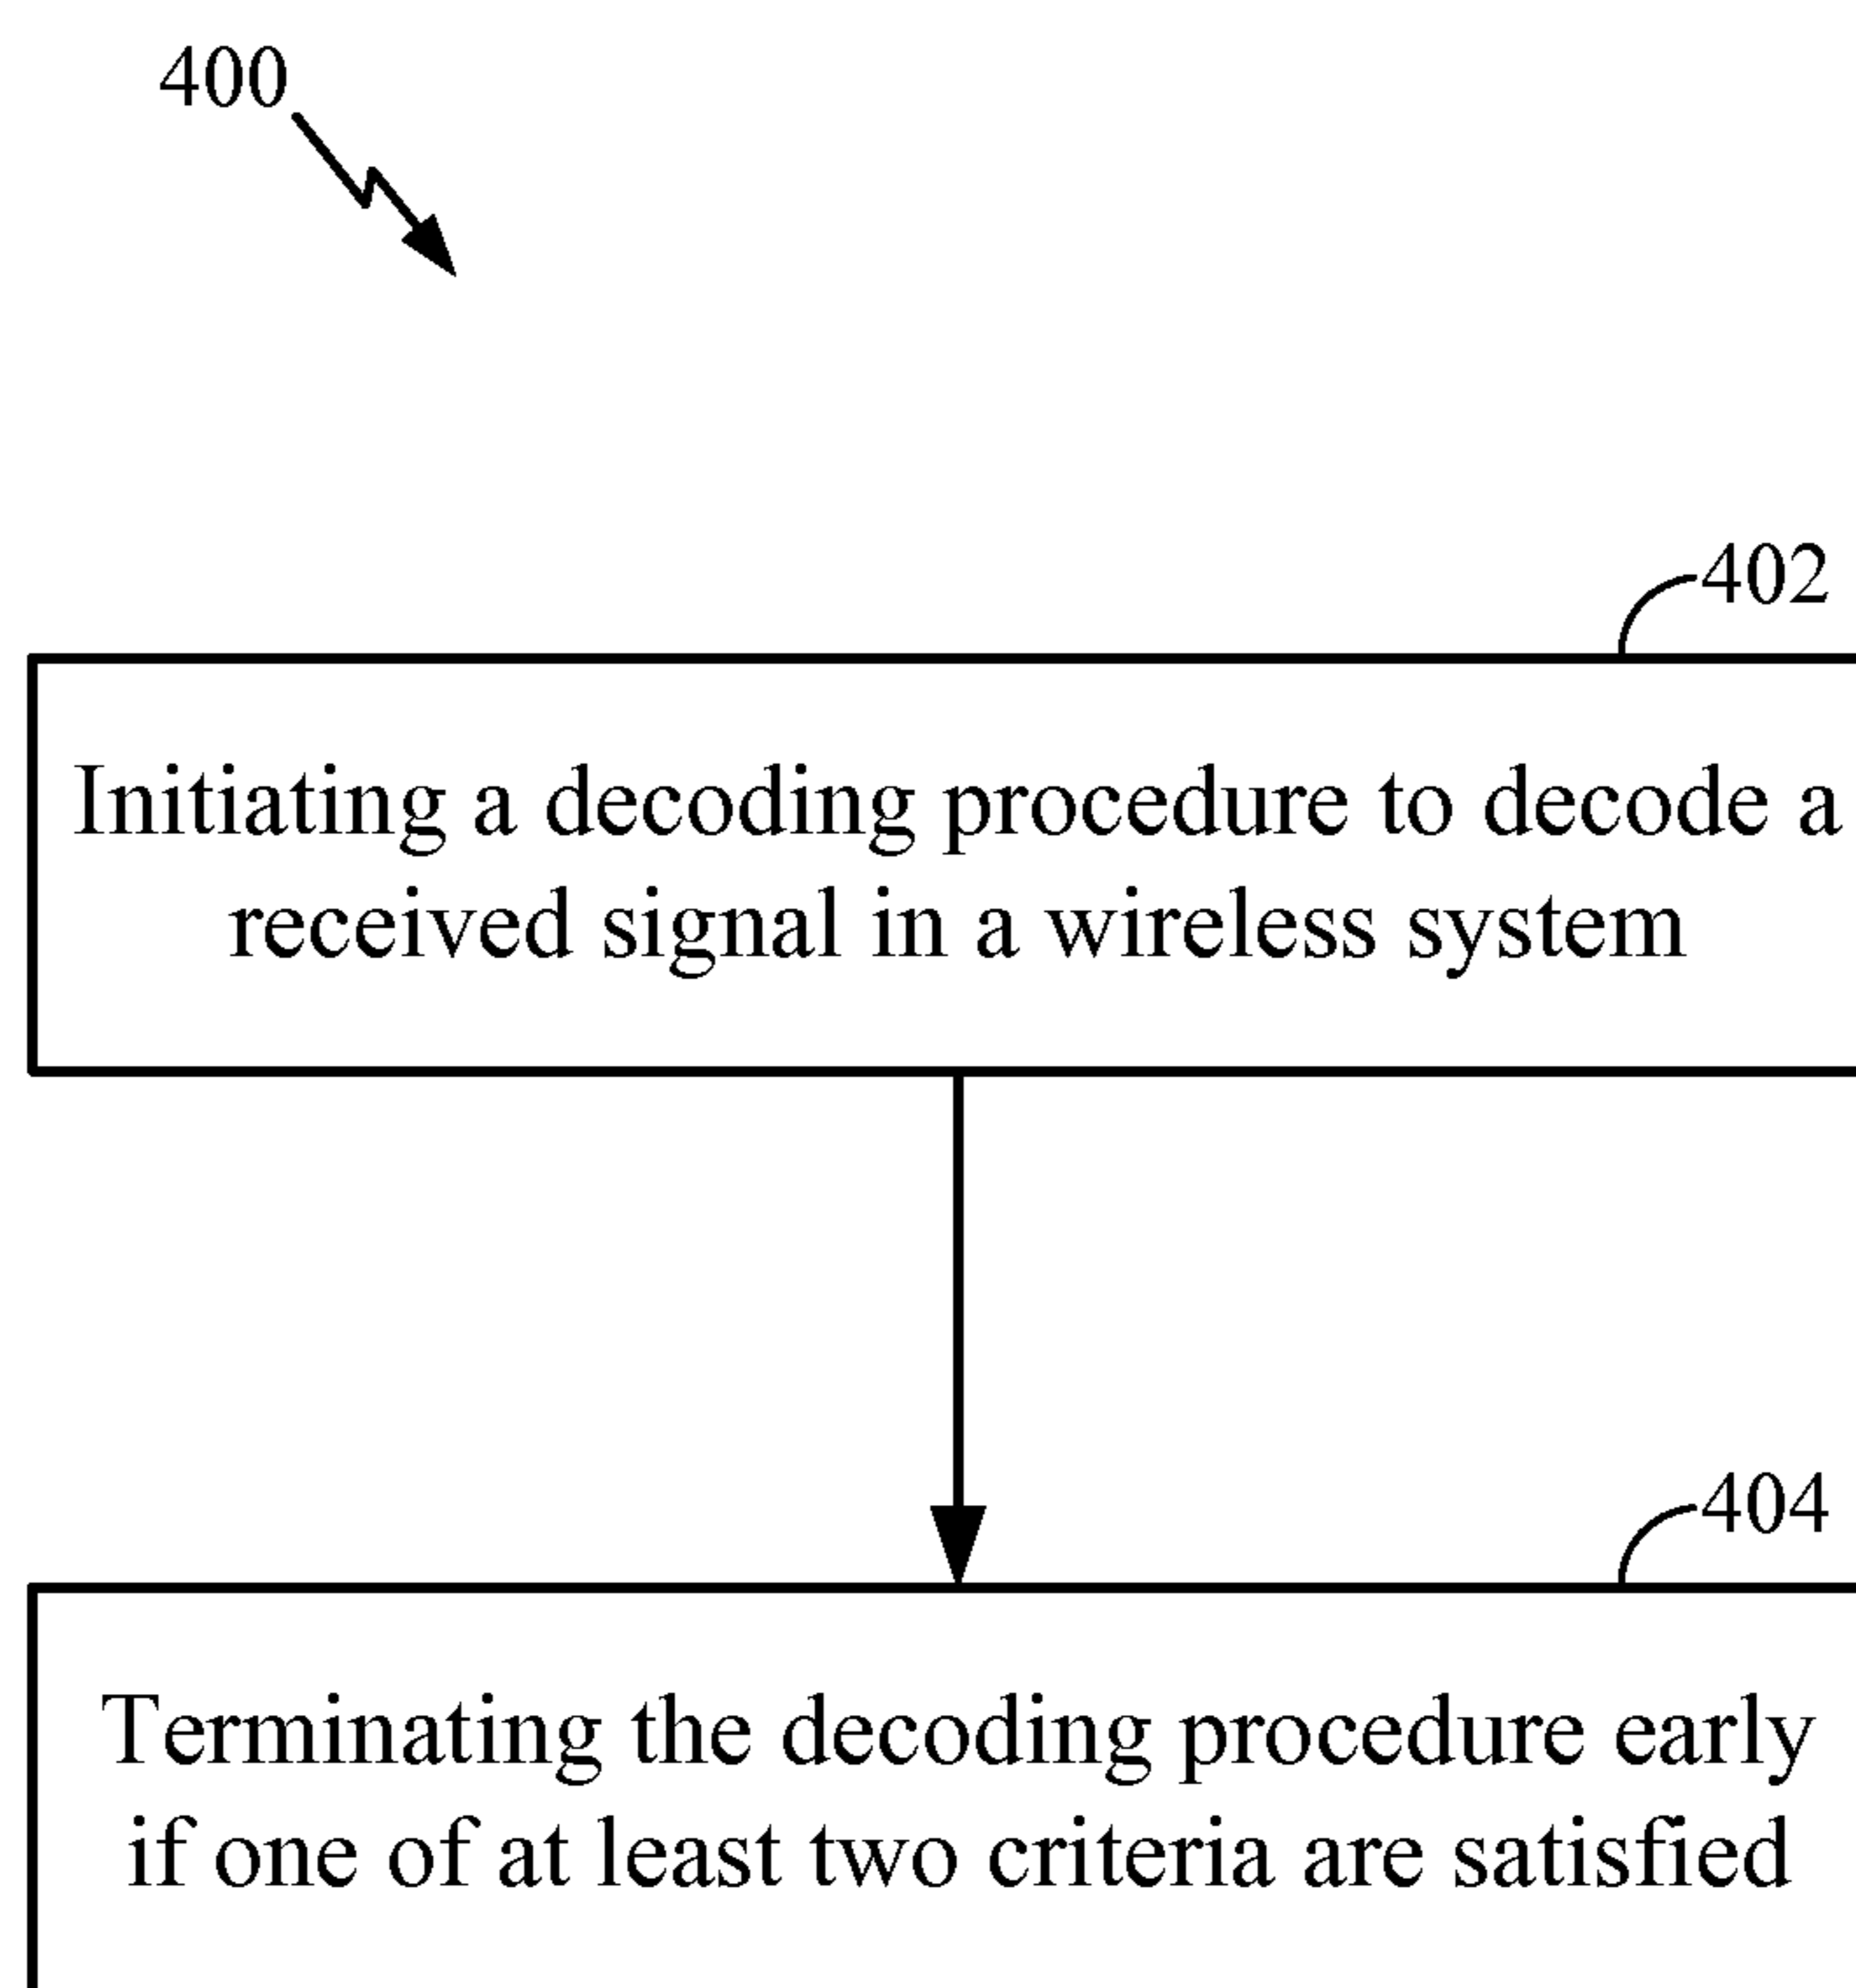 400
402
Initiating a decoding procedure to decode a
received signal in a wireless system
404
Terminating the decoding procedure early
if one of at least two criteria are satisfied